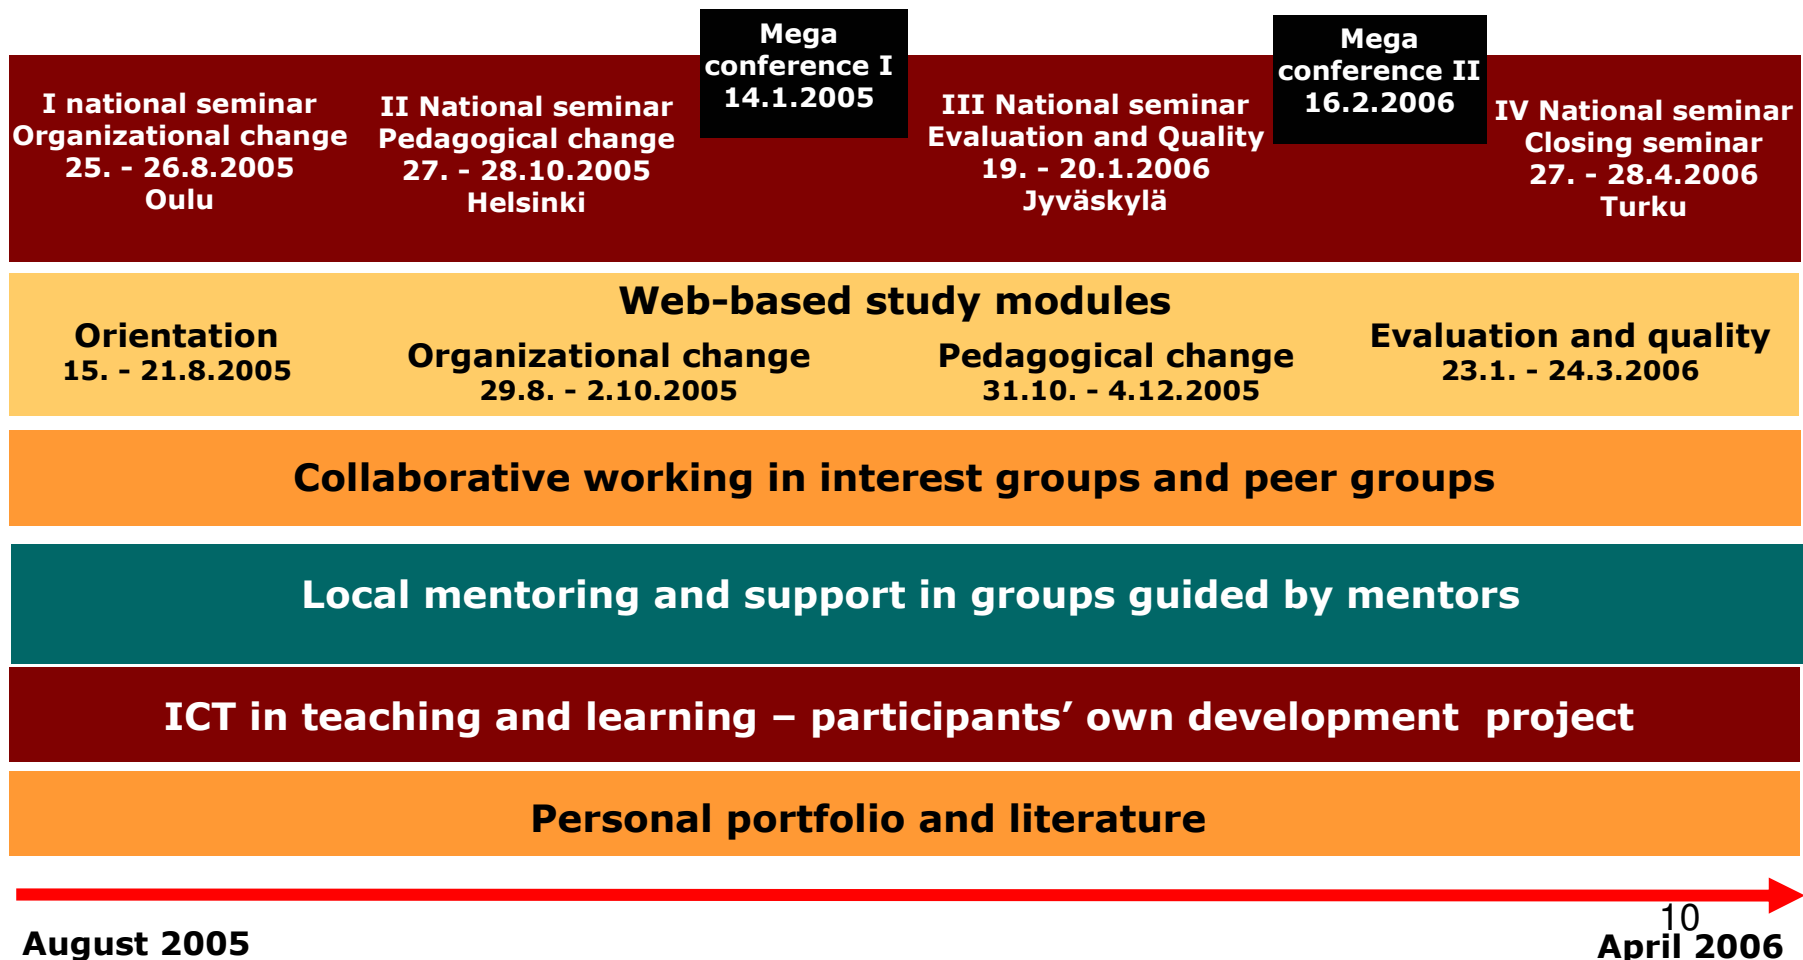 Mega
conference I
14.1.2005
Mega
conference II
16.2.2006
I national seminar
Organizational change
25. - 26.8.2005
Oulu
II National seminar
Pedagogical change
27. - 28.10.2005
Helsinki
III National seminar
Evaluation and Quality
19. - 20.1.2006
Jyväskylä
IV National seminar
Closing seminar
27. - 28.4.2006
Turku
Web-based study modules
Orientation
15. - 21.8.2005
Organizational change
29.8. - 2.10.2005
Pedagogical change
31.10. - 4.12.2005
Evaluation and quality
23.1. - 24.3.2006
Collaborative working in interest groups and peer groups
Local mentoring and support in groups guided by mentors
ICT in teaching and learning – participants’ own development  project
Personal portfolio and literature
August 2005
10
April 2006